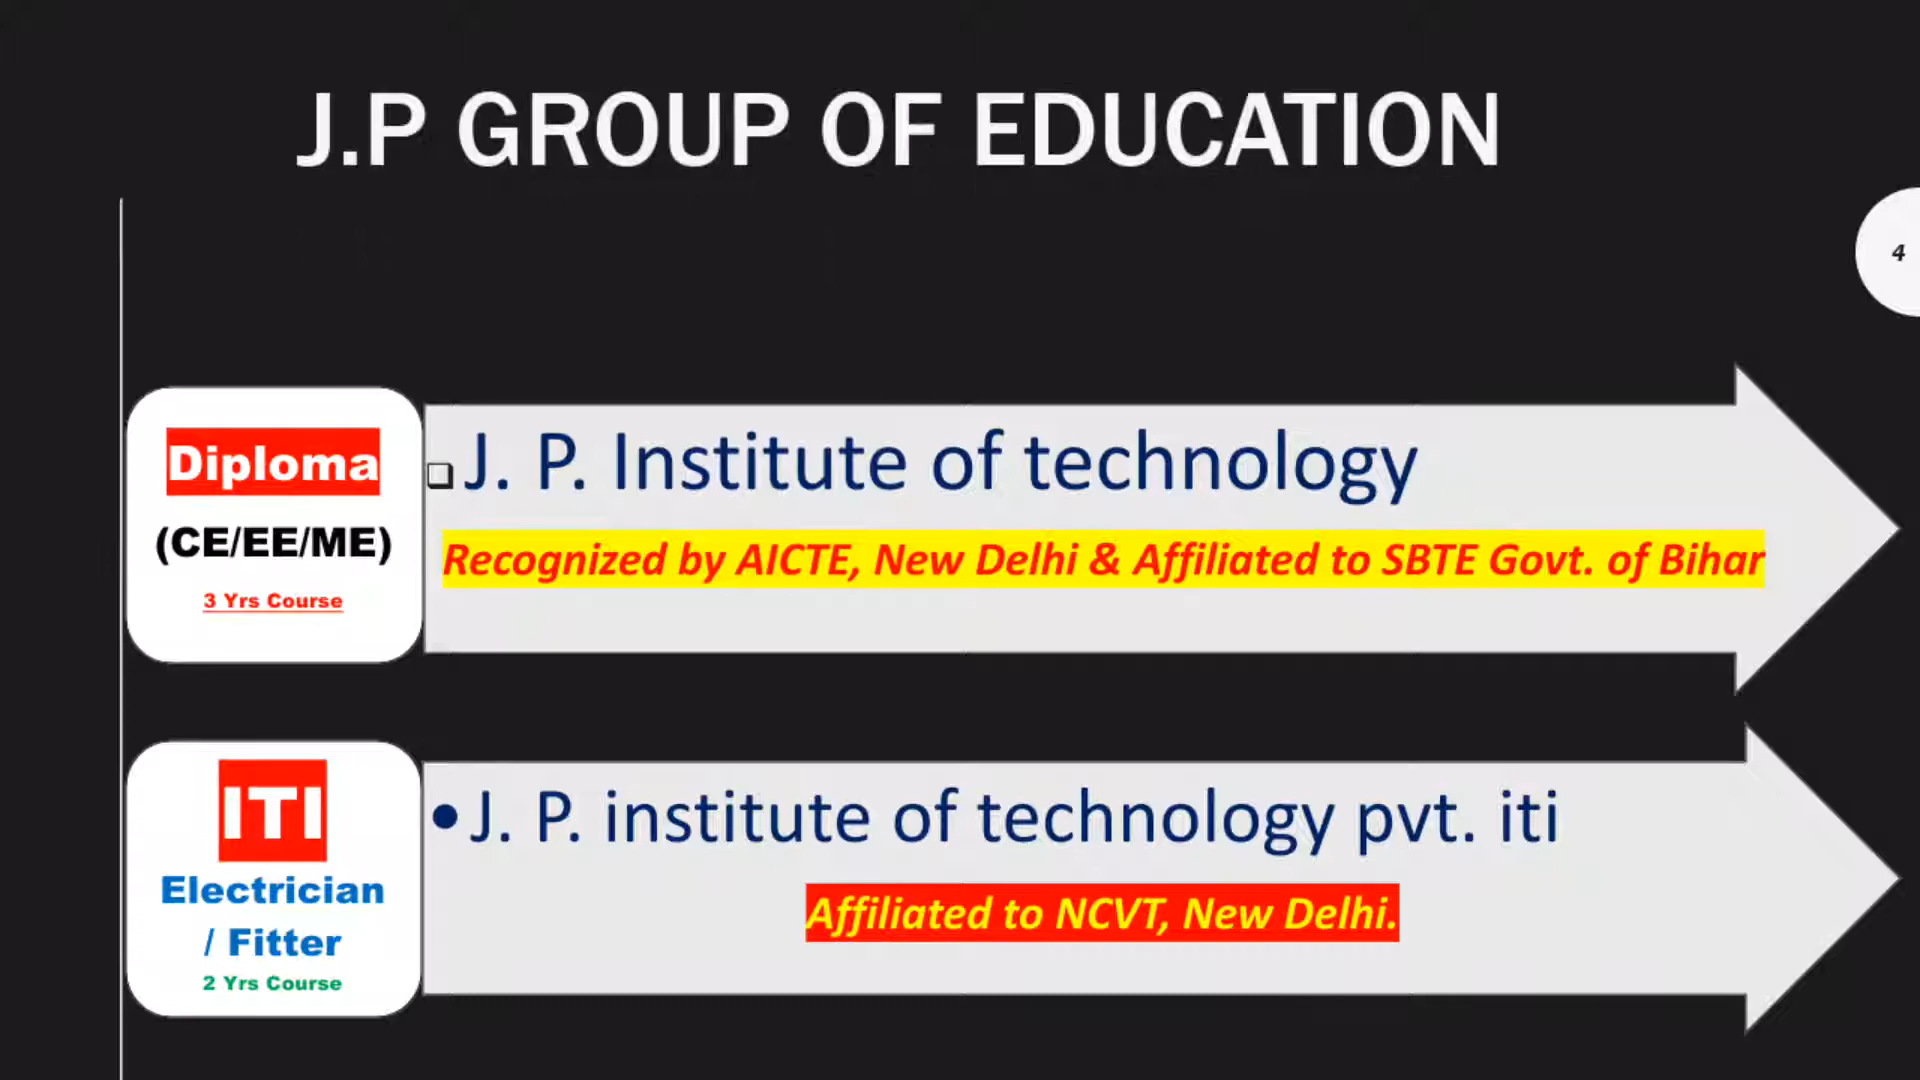 J.P GROUP OF EDUCATION
4
Diploma
(CE/EE/ME)
3 Yrs Course
J. P. Institute of technology
Recognized by AICTE, New Delhi & Affiliated to SBTE Govt. of Bihar
ITI
Electrician
/ Fitter
2 Yrs Course
•J. P. institute of technology pvt. iti
Affiliated to NCVT, New Delhi.